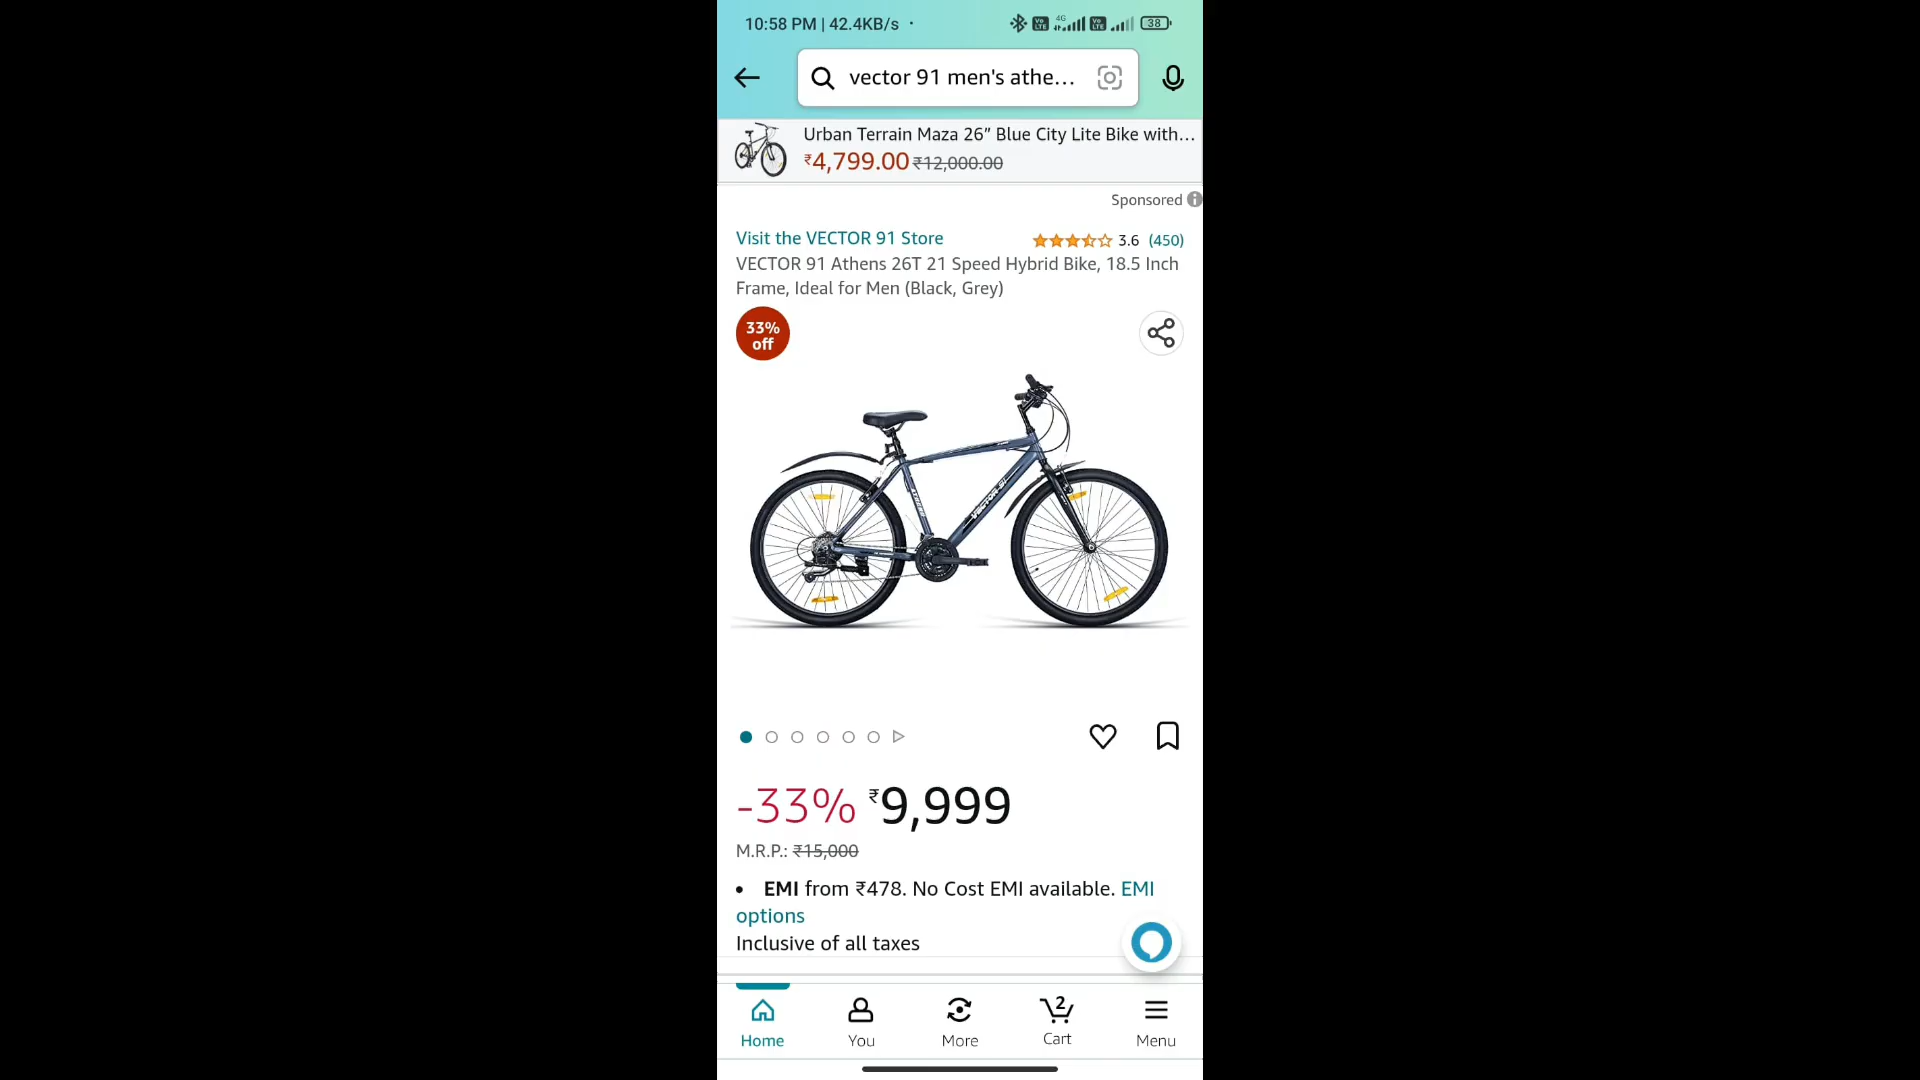 10:58 PM | 42.4KB/s ·
4G
38
vector 91 men's athe...
Urban Terrain Maza 26” Blue City Lite Bike with...
₹4,799.00 ₹12,000.00
Sponsored
Visit the VECTOR 91 Store
3.6 (450)
VECTOR 91 Athens 26T 21 Speed Hybrid Bike, 18.5 Inch
Frame, Ideal for Men (Black, Grey)
33%
off
VECTOR 91
-33% ₹9,999
M.R.P.: ₹15,000
• EMI from ₹478. No Cost EMI available. EMI
options
Inclusive of all taxes
2
Home
You
More
Cart
Menu